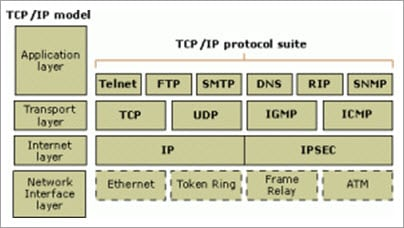 TCP/IP model
TCP/IP protocol suite
Application
layer
Telnet FTP SMTP DNS RIP SNMP
Transport
layer
TCP UDP IGMP ICMP
Internet
layer
IP IPSEC
Network
Interface
layer
Ethernet Token Ring Frame
Relay ATM